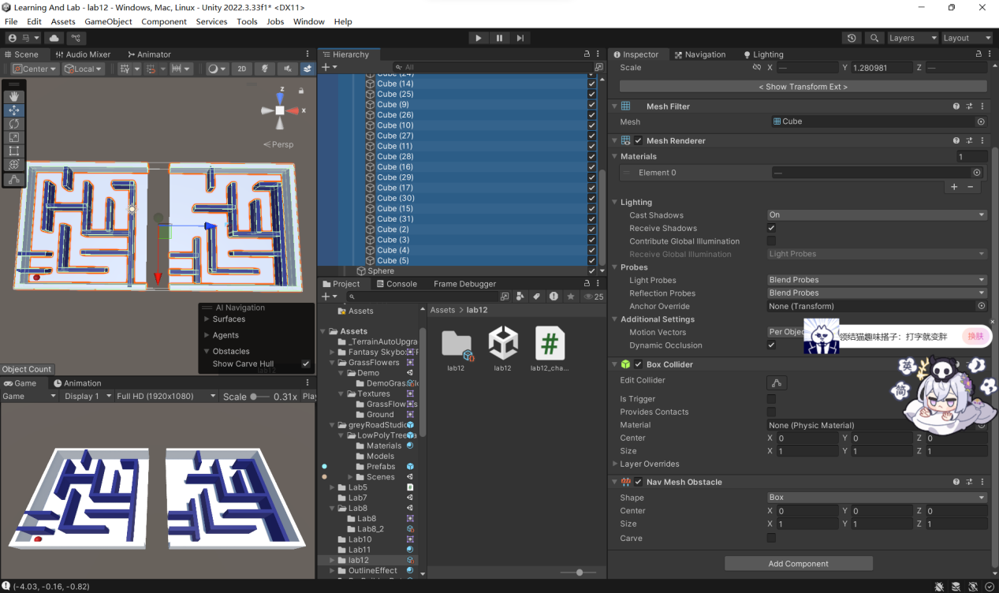 Learning And Lab - lab12 - Windows, Mac, Linux - Unity 2022.3.33f1* <DX11>
File Edit Assets GameObject Component Services Tools Jobs Window Help
马
Layers
Layout
Scene Audio Mixer Animator
Center Local 2D
z
x
Persp
AI Navigation
Surfaces
Agents
Obstacles
Show Carve Hull
lab12
Object Count
Game Animation
Game Display 1 Full HD (1920x1080) Scale 0.31x Play
Hierarchy
All
Cube (24)
Cube (14)
Cube (25)
Cube (9)
Cube (26)
Cube (10)
Cube (27)
Cube (11)
Cube (28)
Cube (16)
Cube (29)
Cube (17)
Cube (30)
Cube (15)
Cube (31)
Cube (2)
Cube (3)
Cube (4)
Cube (5)
Sphere
Project Console Frame Debugger
25
Assets
Assets
_TerrainAutoUpgra
Fantasy Skybo
GrassFlowers
Demo
DemoGras
Textures
GrassFlow
Ground
greyRoadStudio
LowPolyTree
Materials
Models
Prefabs
Scenes
Lab5
Lab7
Lab8
Lab8
Lab8_2
Lab10
Lab11
lab12
OutlineEffect
Assets > lab12
lab12
lab12
lab12_cha...
Inspector Navigation Lighting
Scale X — Y 1.280981 Z —
< Show Transform Ext >
Mesh Filter
Mesh Cube
Mesh Renderer
Materials 1
Element 0 —
Lighting
Cast Shadows On
Receive Shadows
Contribute Global Illumination
Receive Global Illumination Light Probes
Probes
Light Probes Blend Probes
Reflection Probes Blend Probes
Anchor Override None (Transform)
Additional Settings
Motion Vectors Per Objec
Dynamic Occlusion
领结猫趣味搭子：打字就变胖
换肤
英
简
Box Collider
Edit Collider
Is Trigger
Provides Contacts
Material None (Physic Material)
Center X 0 Y 0 Z 0
Size X 1 Y 1 Z 1
Layer Overrides
Nav Mesh Obstacle
Shape Box
Center X 0 Y 0 Z 0
Size X 1 Y 1 Z 1
Carve
Add Component
(-4.03, -0.16, -0.82)